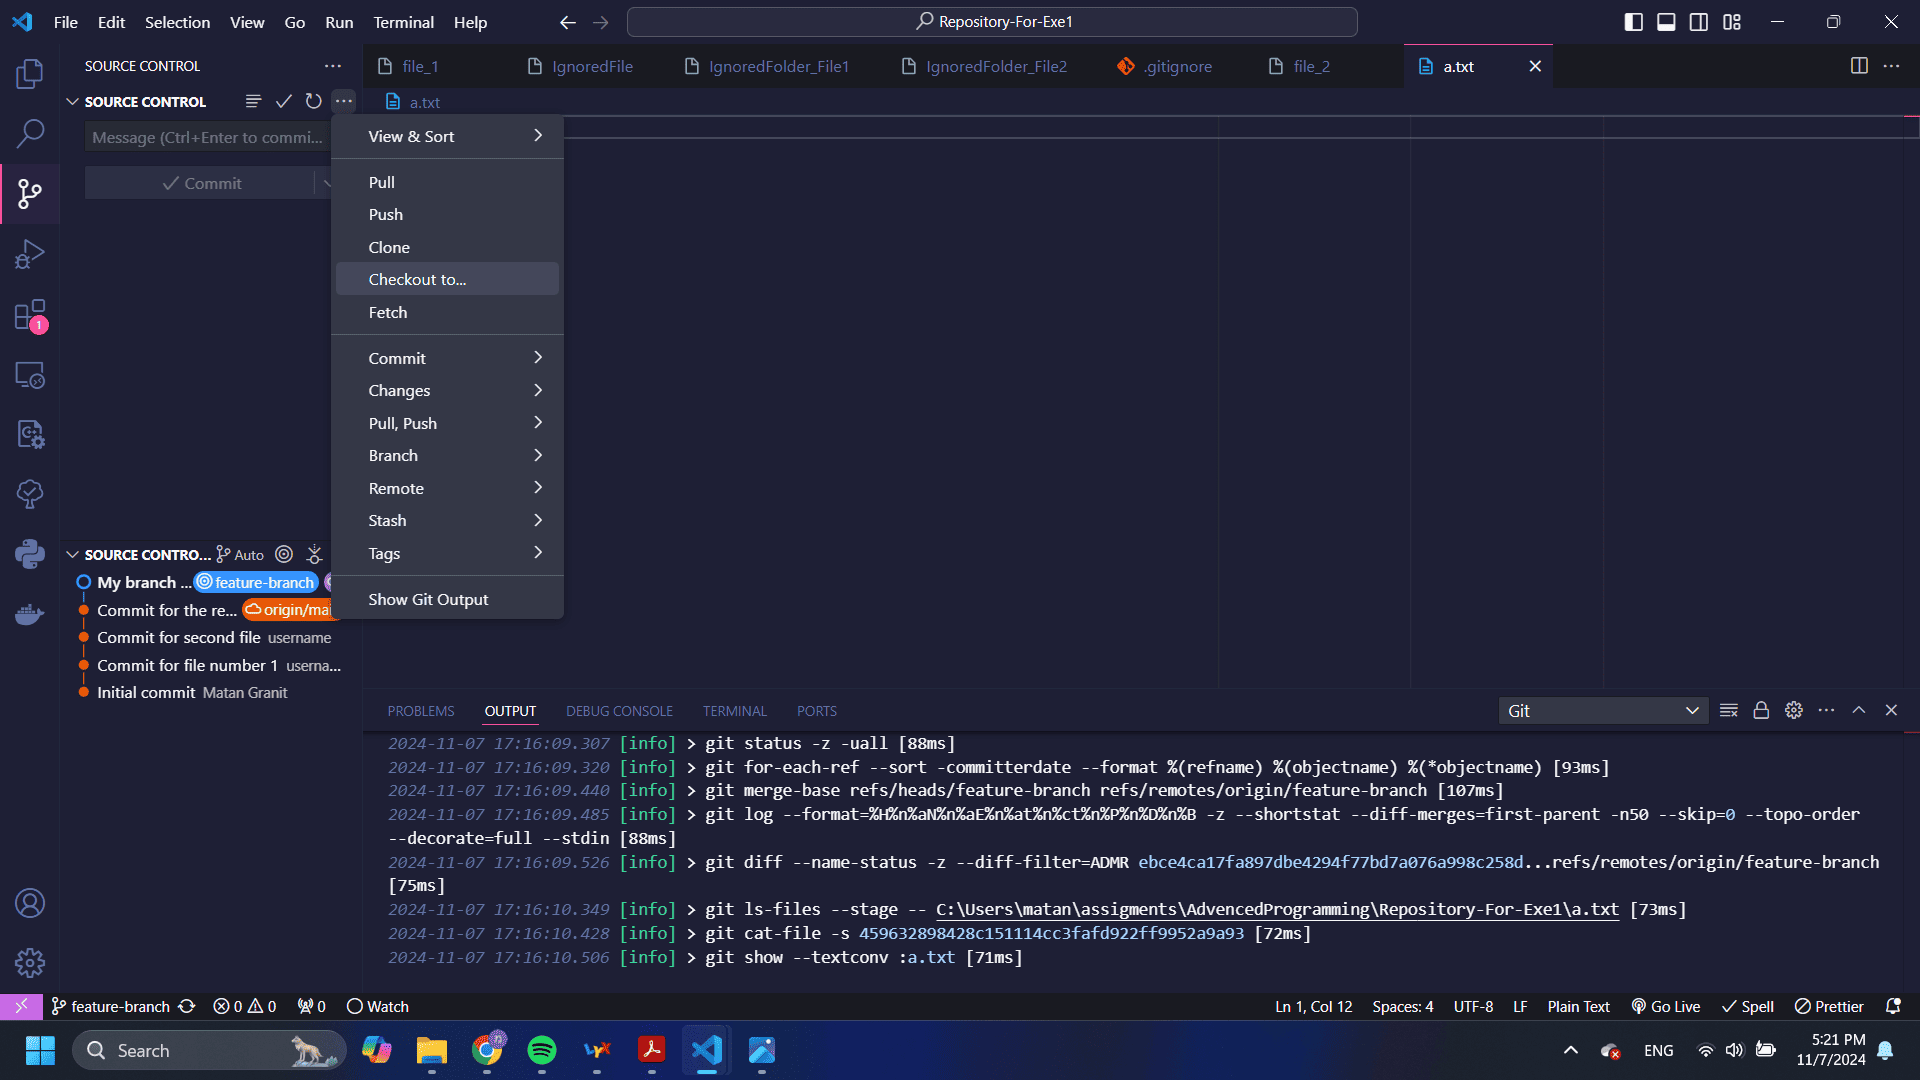 File Edit Selection View Go Run Terminal Help
Repository-For-Exe1
SOURCE CONTROL
file_1 IgnoredFile IgnoredFolder_File1 IgnoredFolder_File2 .gitignore file_2 a.txt
SOURCE CONTROL
a.txt
Message (Ctrl+Enter to commi...
Commit
View & Sort
Pull
Push
Clone
Checkout to...
Fetch
Commit
Changes
Pull, Push
Branch
Remote
Stash
Tags
Show Git Output
1
SOURCE CONTRO... Auto
My branch ... feature-branch
Commit for the re... origin/mai
Commit for second file username
Commit for file number 1 userna...
Initial commit Matan Granit
PROBLEMS OUTPUT DEBUG CONSOLE TERMINAL PORTS
Git
2024-11-07 17:16:09.307 [info] > git status -z -uall [88ms]
2024-11-07 17:16:09.320 [info] > git for-each-ref --sort -committerdate --format %(refname) %(objectname) %(*objectname) [93ms]
2024-11-07 17:16:09.440 [info] > git merge-base refs/heads/feature-branch refs/remotes/origin/feature-branch [107ms]
2024-11-07 17:16:09.485 [info] > git log --format=%H%n%aN%n%aE%n%at%n%ct%n%P%n%D%n%B -z --shortstat --diff-merges=first-parent -n50 --skip=0 --topo-order
--decorate=full --stdin [88ms]
2024-11-07 17:16:09.526 [info] > git diff --name-status -z --diff-filter=ADMR ebce4ca17fa897dbe4294f77bd7a076a998c258d...refs/remotes/origin/feature-branch
[75ms]
2024-11-07 17:16:10.349 [info] > git ls-files --stage -- C:\Users\matan\assigments\AdvencedProgramming\Repository-For-Exe1\a.txt [73ms]
2024-11-07 17:16:10.428 [info] > git cat-file -s 459632898428c151114cc3fafd922ff9952a9a93 [72ms]
2024-11-07 17:16:10.506 [info] > git show --textconv :a.txt [71ms]
feature-branch 0 0 0 Watch
Ln 1, Col 12 Spaces: 4 UTF-8 LF Plain Text Go Live Spell Prettier
Search
ENG
5:21 PM
11/7/2024